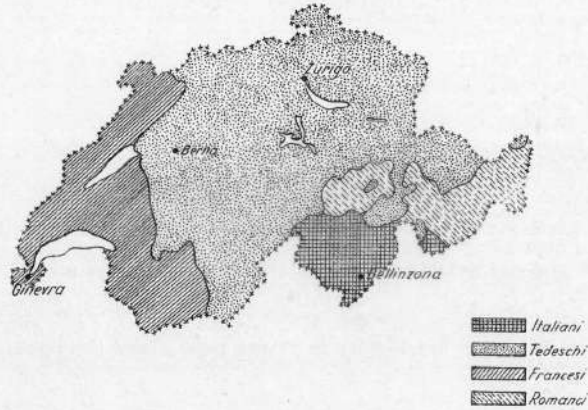 Zurigo
Berna
Ginevra
Bellinzona
Italiani
Tedeschi
Francesi
Romanci